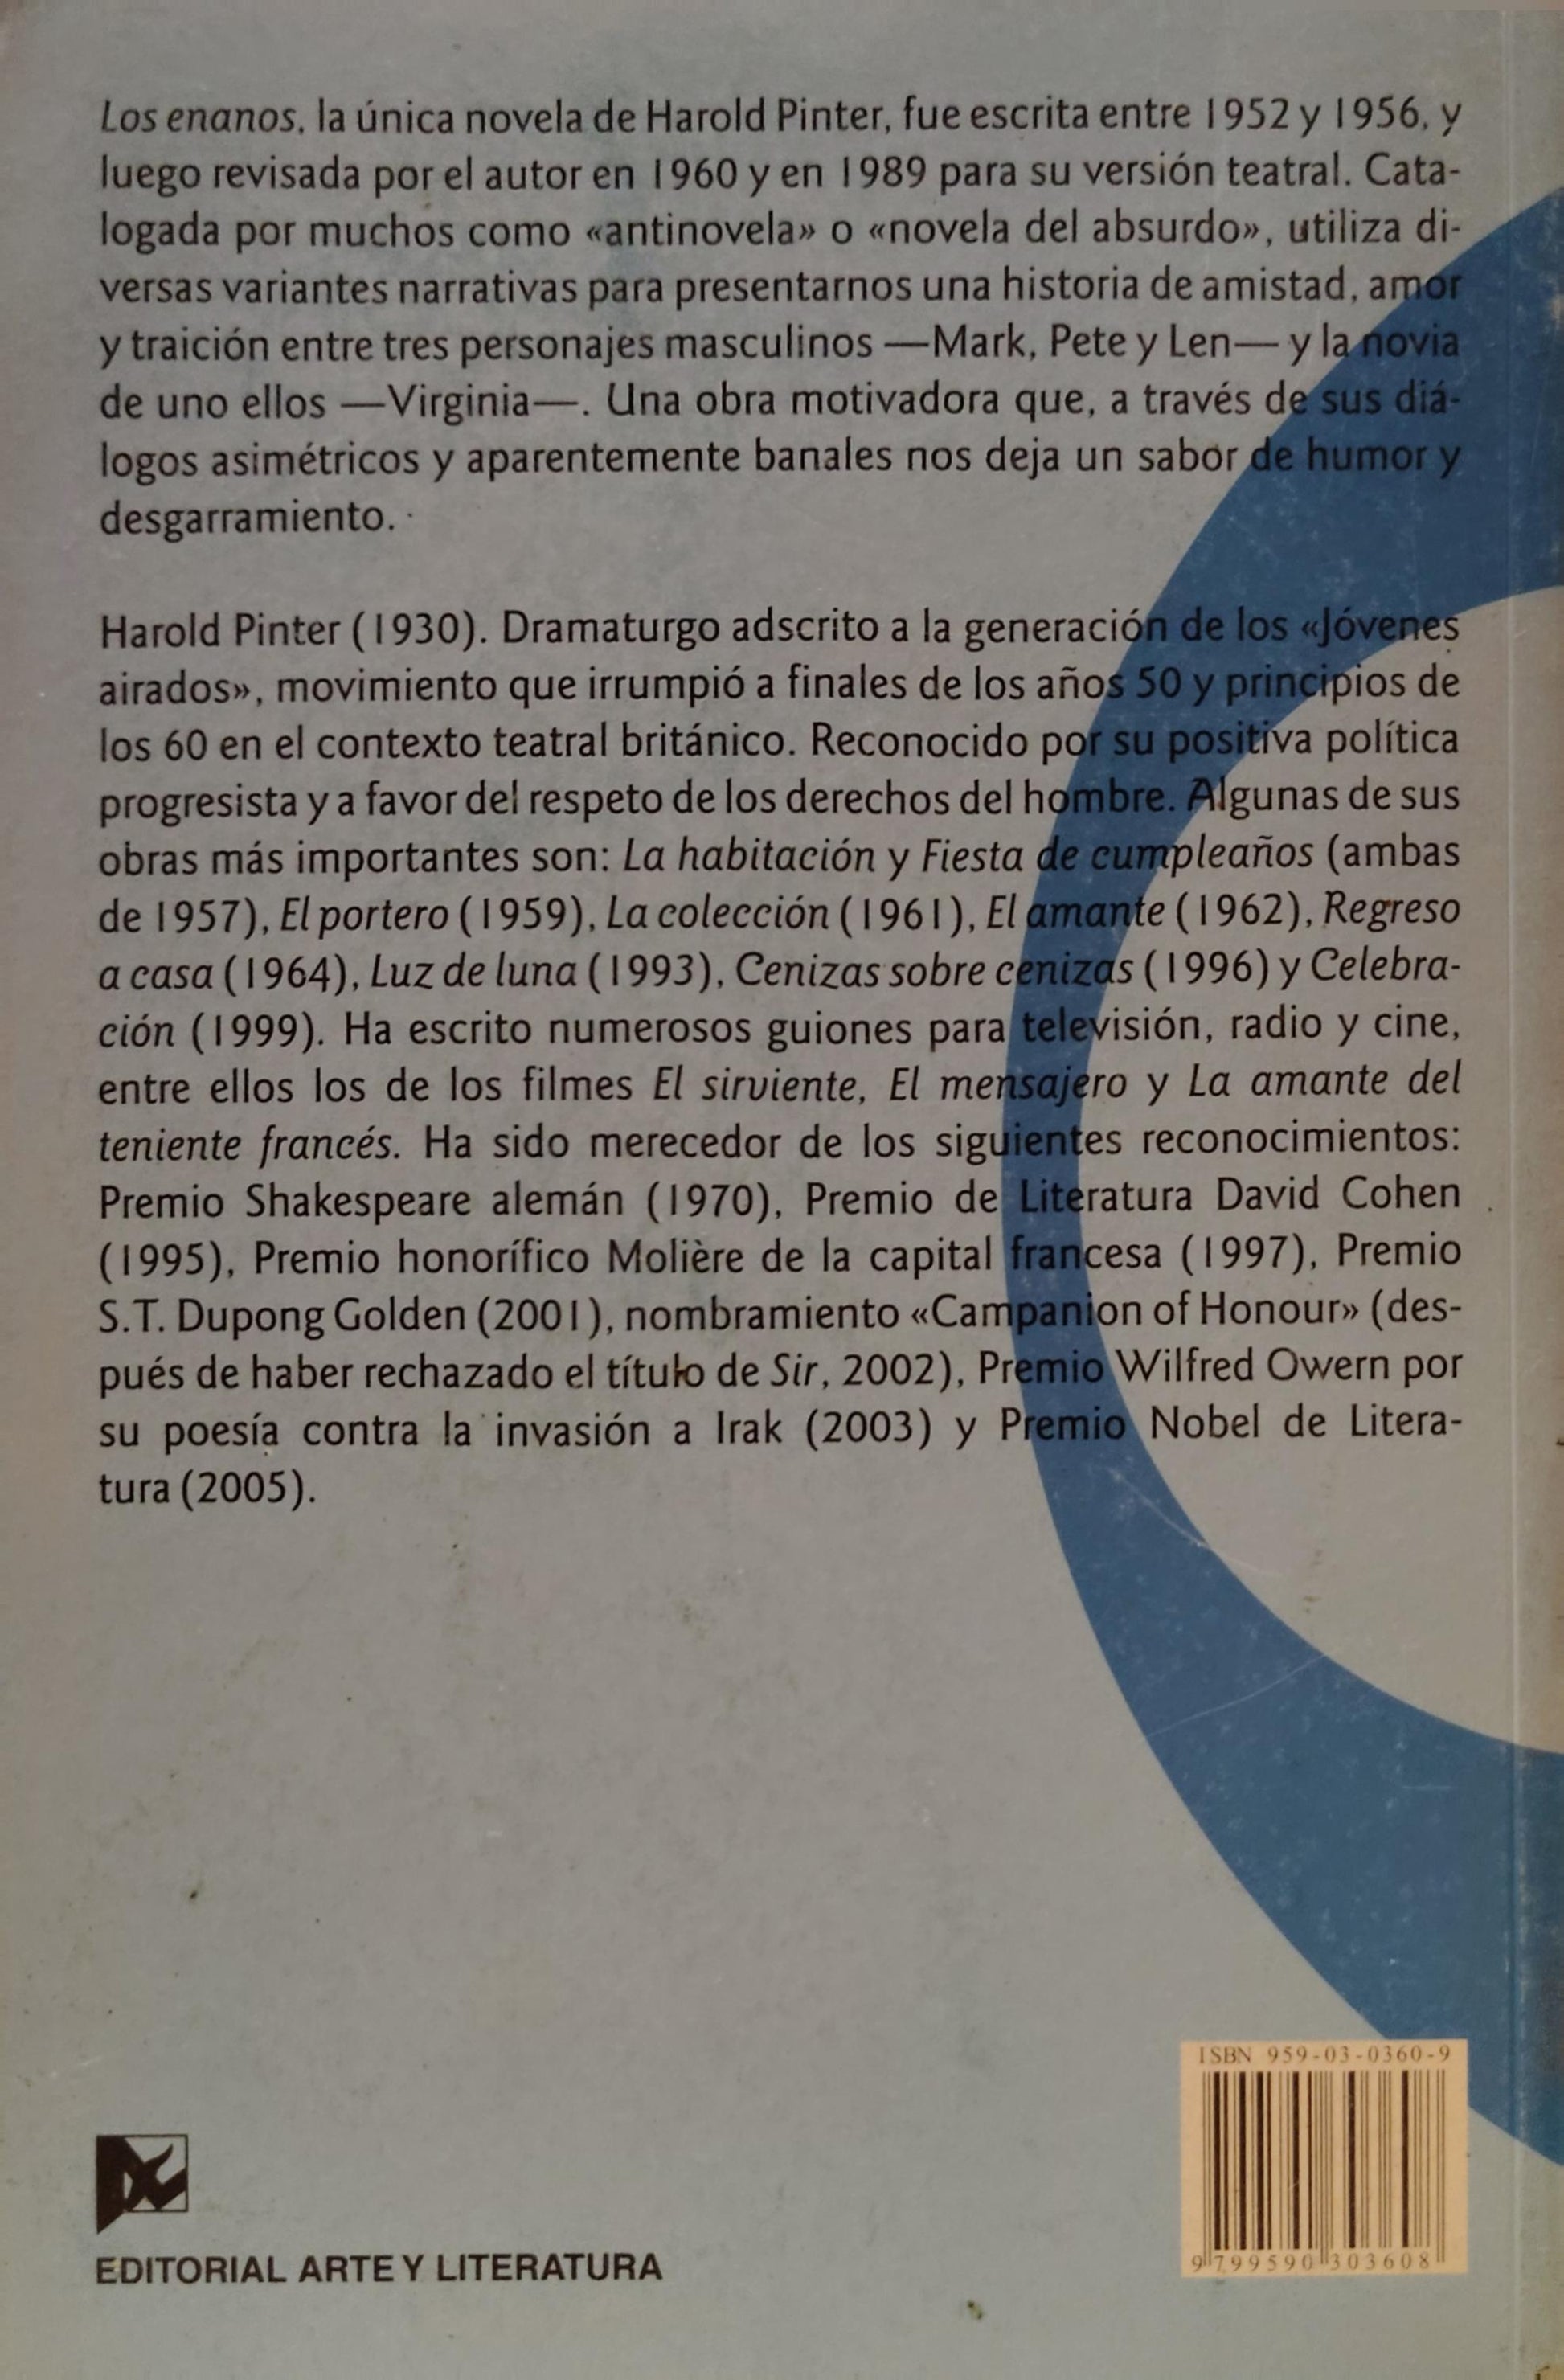 Los enanos, la única novela de Harold Pinter, fue escrita entre 1952 y 1956, y
luego revisada por el autor en 1960 y en 1989 para su versión teatral. Cata-
logada por muchos como «antinovela» o «novela del absurdo», utiliza di-
versas variantes narrativas para presentarnos una historia de amistad, amor
y traición entre tres personajes masculinos —Mark, Pete y Len— y la novia
de uno ellos —Virginia—. Una obra motivadora que, a través de sus diá-
logos asimétricos y aparentemente banales nos deja un sabor de humor y
desgarramiento.
Harold Pinter (1930). Dramaturgo adscrito a la generación de los «Jóvenes
airados», movimiento que irrumpió a finales de los años 50 y principios de
los 60 en el contexto teatral británico. Reconocido por su positiva política
progresista y a favor del respeto de los derechos del hombre. Algunas de sus
obras más importantes son: La habitación y Fiesta de cumpleaños (ambas
de 1957), El portero (1959), La colección (1961), El amante (1962), Regreso
a casa (1964), Luz de luna (1993), Cenizas sobre cenizas (1996) y Celebra-
ción (1999). Ha escrito numerosos guiones para televisión, radio y cine,
entre ellos los de los filmes El sirviente, El mensajero y La amante del
teniente francés. Ha sido merecedor de los siguientes reconocimientos:
Premio Shakespeare alemán (1970), Premio de Literatura David Cohen
(1995), Premio honorífico Molière de la capital francesa (1997), Premio
S.T. Dupong Golden (2001), nombramiento «Campanion of Honour» (des-
pués de haber rechazado el título de Sir, 2002), Premio Wilfred Owern por
su poesía contra la invasión a Irak (2003) y Premio Nobel de Litera-
tura (2005).
ISBN 959-03-0360-9
9 799590 303608
EDITORIAL ARTE Y LITERATURA